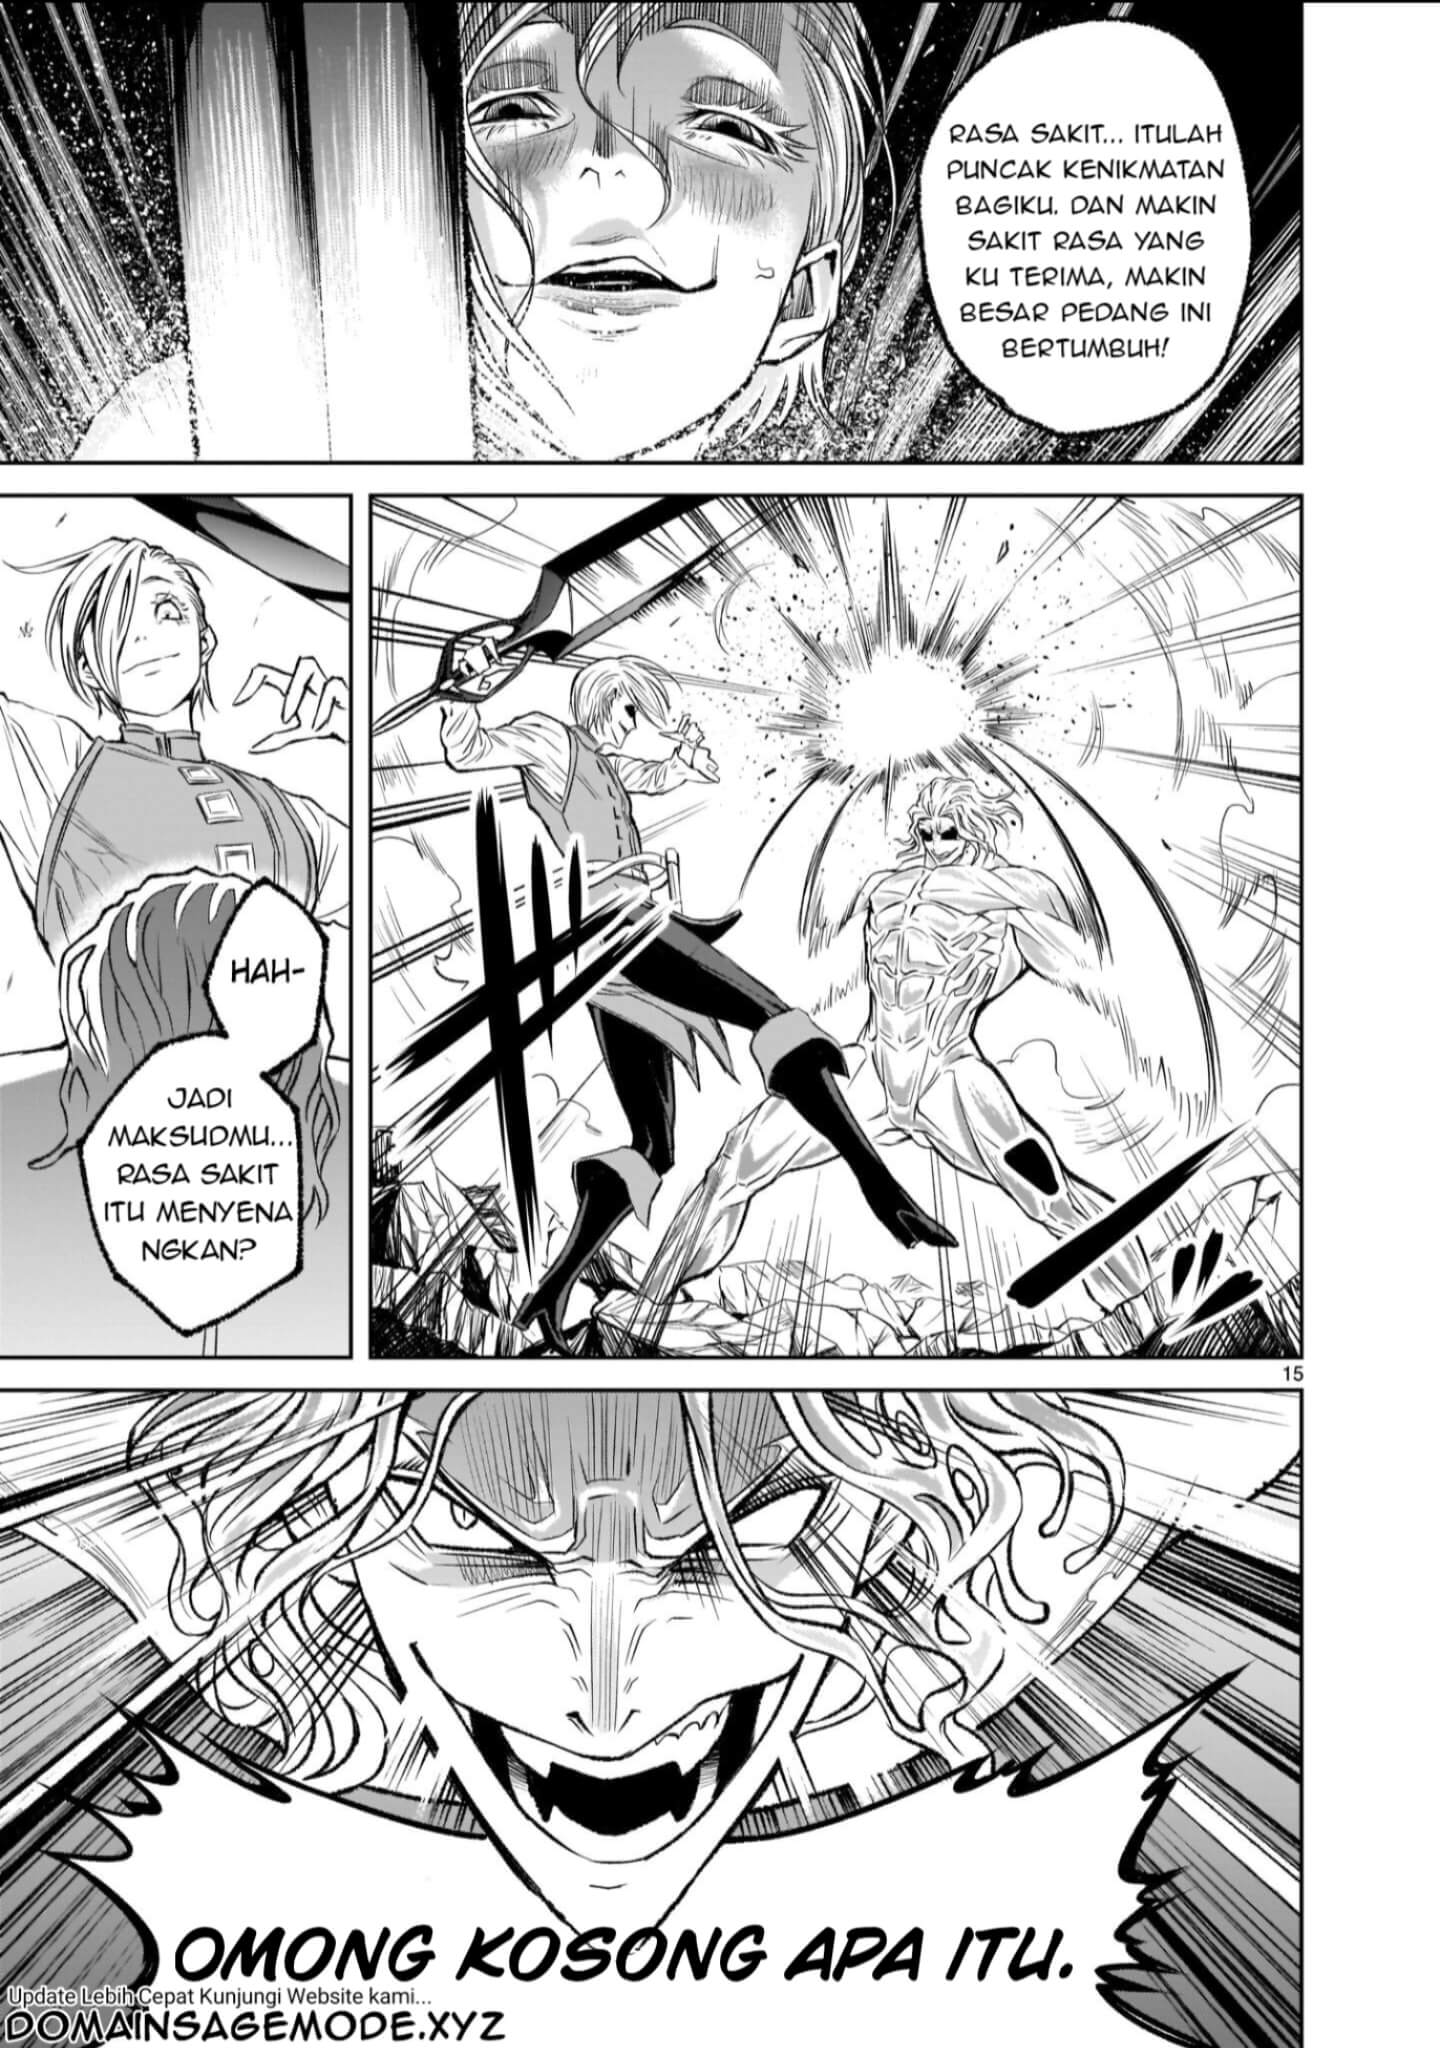 RASA SAKIT... ITULAH
PUNCAK KENIKMATAN
BAGIKU. DAN MAKIN
SAKIT RASA YANG
KU TERIMA, MAKIN
BESAR PEDANG INI
BERTUMBUH!
HAH-
JADI
MAKSUDMU...
RASA SAKIT
ITU MENYENA
NGKAN?
15
OMONG KOSONG APA ITU.
Update Lebih Cepat Kunjungi Website kami...
DOMAINSAGEMODE.XYZ